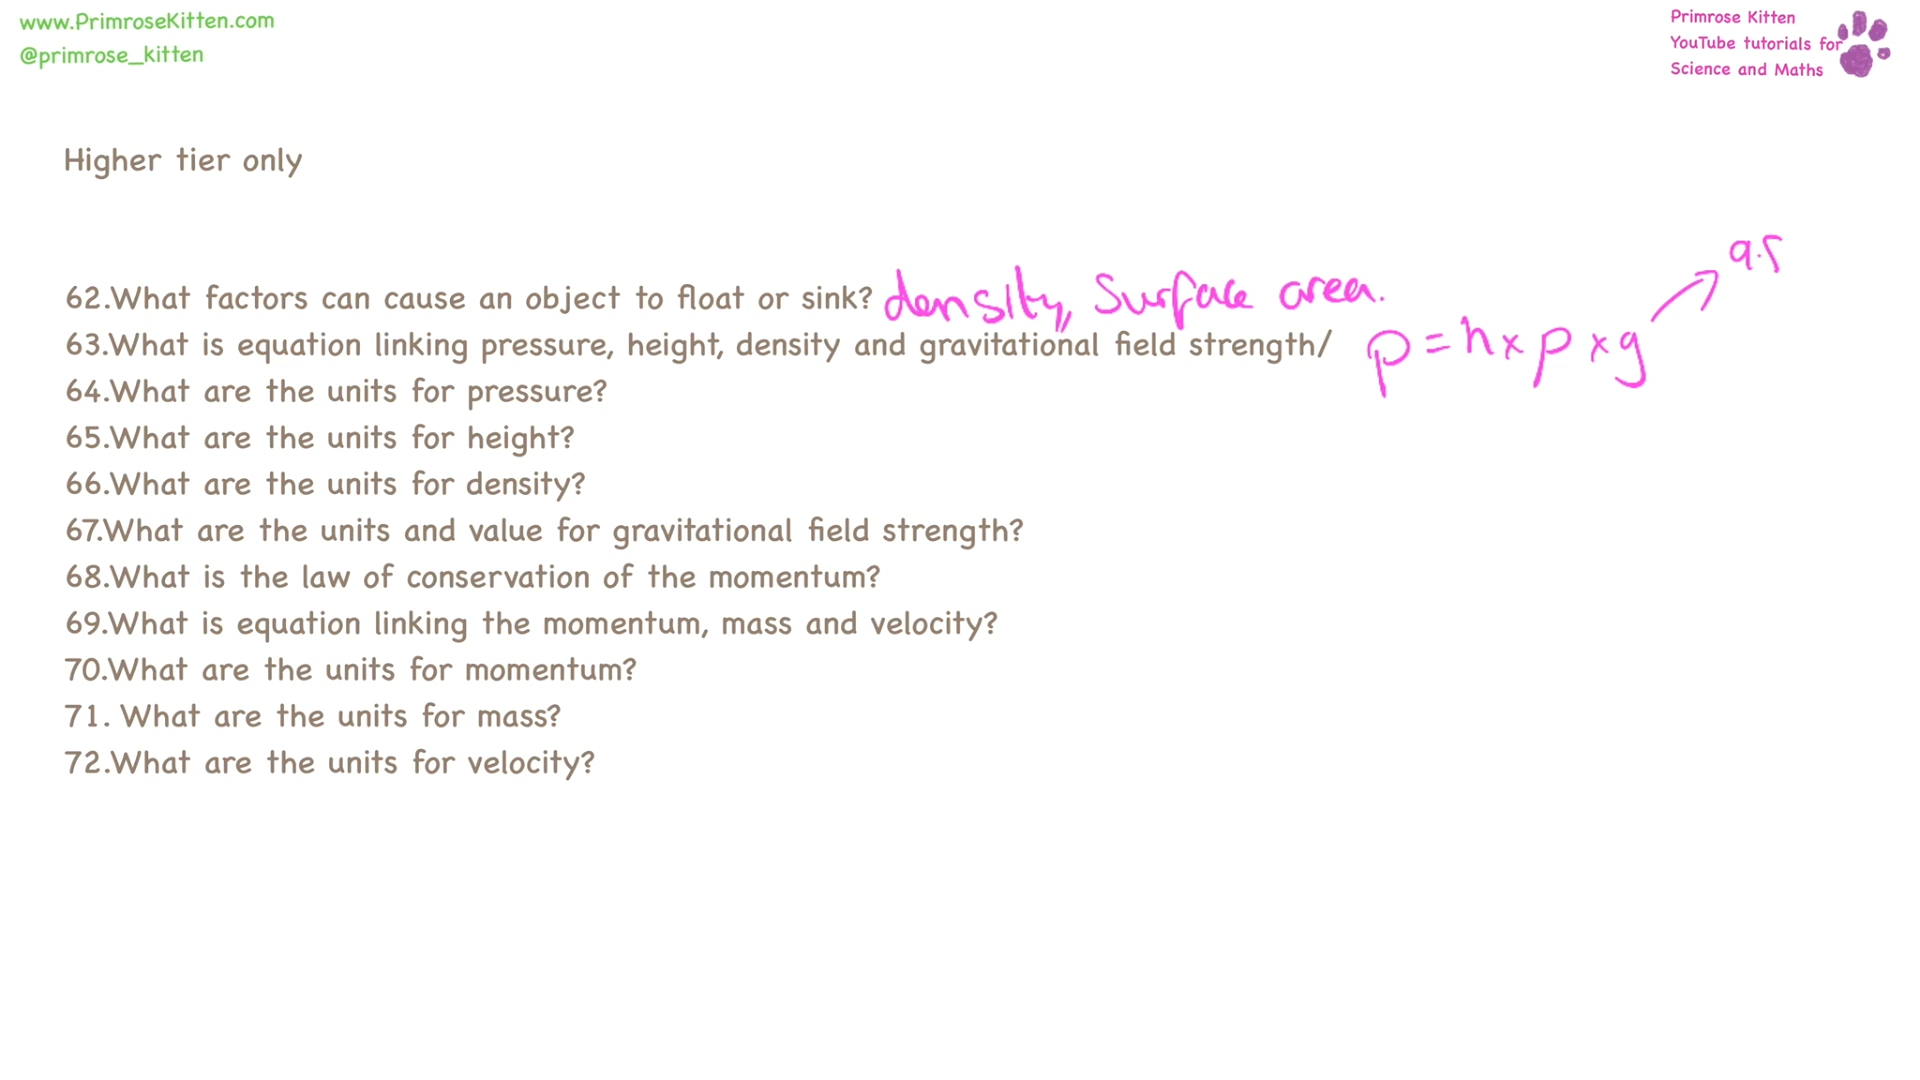 www.PrimroseKitten.com
@primrose_kitten
Primrose Kitten
YouTube tutorials for
Science and Maths
Higher tier only
62.What factors can cause an object to float or sink? density, Surface area.
63.What is equation linking pressure, height, density and gravitational field strength/ p = h x ρ x g
64.What are the units for pressure?
65.What are the units for height?
66.What are the units for density?
67.What are the units and value for gravitational field strength?
68.What is the law of conservation of the momentum?
69.What is equation linking the momentum, mass and velocity?
70.What are the units for momentum?
71. What are the units for mass?
72.What are the units for velocity?